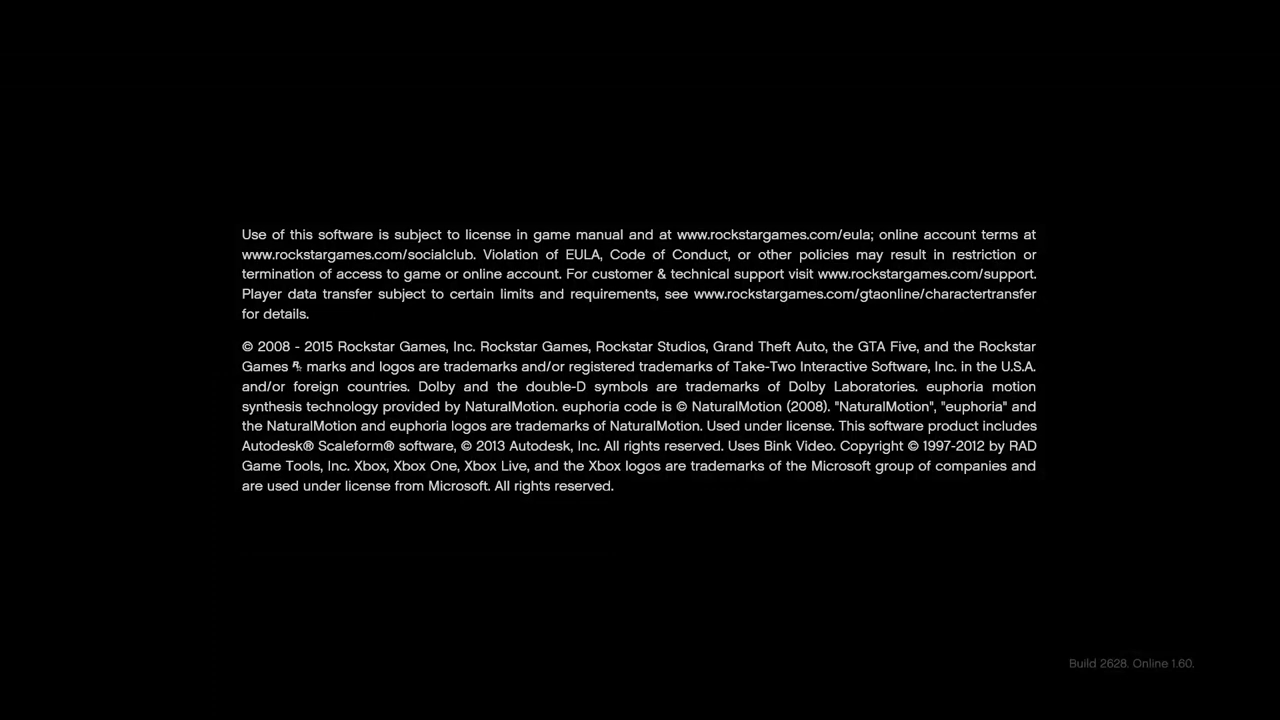 Use of this software is subject to license in game manual and at www.rockstargames.com/eula; online account terms at
www.rockstargames.com/socialclub. Violation of EULA, Code of Conduct, or other policies may result in restriction or
termination of access to game or online account. For customer & technical support visit www.rockstargames.com/support.
Player data transfer subject to certain limits and requirements, see www.rockstargames.com/gtaonline/charactertransfer
for details.
© 2008 - 2015 Rockstar Games, Inc. Rockstar Games, Rockstar Studios, Grand Theft Auto, the GTA Five, and the Rockstar
Games R* marks and logos are trademarks and/or registered trademarks of Take-Two Interactive Software, Inc. in the U.S.A.
and/or foreign countries. Dolby and the double-D symbols are trademarks of Dolby Laboratories. euphoria motion
synthesis technology provided by NaturalMotion. euphoria code is © NaturalMotion (2008). "NaturalMotion", "euphoria" and
the NaturalMotion and euphoria logos are trademarks of NaturalMotion. Used under license. This software product includes
Autodesk® Scaleform® software, © 2013 Autodesk, Inc. All rights reserved. Uses Bink Video. Copyright © 1997-2012 by RAD
Game Tools, Inc. Xbox, Xbox One, Xbox Live, and the Xbox logos are trademarks of the Microsoft group of companies and
are used under license from Microsoft. All rights reserved.
Build 2628. Online 1.60.